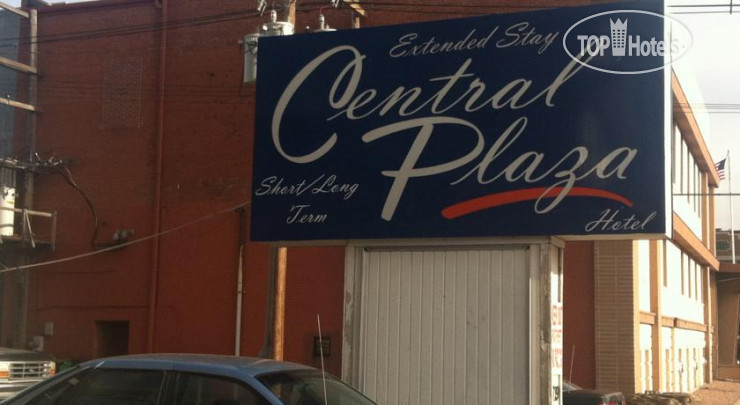 Extended Stay
TOP Hotels
Central
Plaza
Short/Long
Term
Hotel